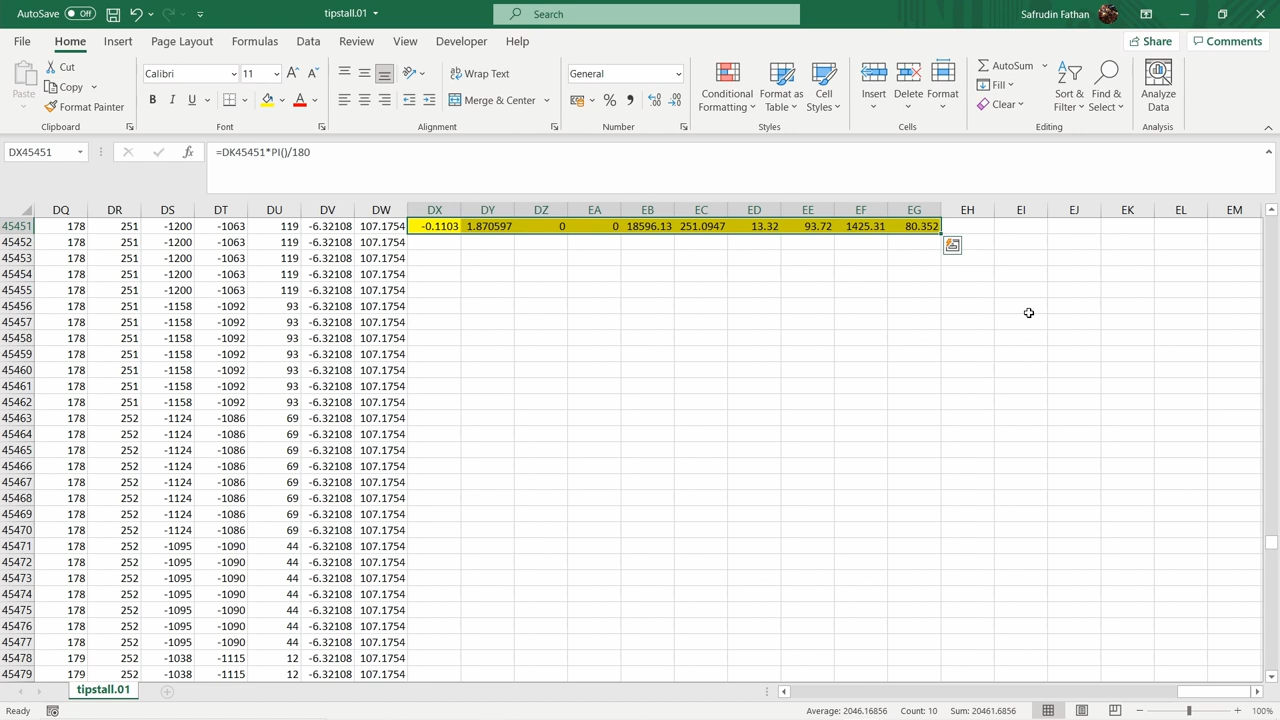 AutoSave Off tipstall.01 Search Safrudin Fathan
File Home Insert Page Layout Formulas Data Review View Developer Help Share Comments
Paste Cut Copy Format Painter Clipboard
Calibri 11 B I U A Font
Wrap Text Merge & Center Alignment
General % Number
Conditional Formatting Format as Table Cell Styles Styles
Insert Delete Format Cells
AutoSum Fill Clear Sort & Filter Find & Select Editing
Analyze Data Analysis
DX45451 fx =DK45451*PI()/180
DQ DR DS DT DU DV DW DX DY DZ EA EB EC ED EE EF EG EH EI EJ EK EL EM
45451 178 251 -1200 -1063 119 -6.32108 107.1754 -0.1103 1.870597 0 0 18596.13 251.0947 13.32 93.72 1425.31 80.352
45452 178 251 -1200 -1063 119 -6.32108 107.1754
45453 178 251 -1200 -1063 119 -6.32108 107.1754
45454 178 251 -1200 -1063 119 -6.32108 107.1754
45455 178 251 -1200 -1063 119 -6.32108 107.1754
45456 178 251 -1158 -1092 93 -6.32108 107.1754
45457 178 251 -1158 -1092 93 -6.32108 107.1754
45458 178 251 -1158 -1092 93 -6.32108 107.1754
45459 178 251 -1158 -1092 93 -6.32108 107.1754
45460 178 251 -1158 -1092 93 -6.32108 107.1754
45461 178 251 -1158 -1092 93 -6.32108 107.1754
45462 178 251 -1158 -1092 93 -6.32108 107.1754
45463 178 252 -1124 -1086 69 -6.32108 107.1754
45464 178 252 -1124 -1086 69 -6.32108 107.1754
45465 178 252 -1124 -1086 69 -6.32108 107.1754
45466 178 252 -1124 -1086 69 -6.32108 107.1754
45467 178 252 -1124 -1086 69 -6.32108 107.1754
45468 178 252 -1124 -1086 69 -6.32108 107.1754
45469 178 252 -1124 -1086 69 -6.32108 107.1754
45470 178 252 -1124 -1086 69 -6.32108 107.1754
45471 178 252 -1095 -1090 44 -6.32108 107.1754
45472 178 252 -1095 -1090 44 -6.32108 107.1754
45473 178 252 -1095 -1090 44 -6.32108 107.1754
45474 178 252 -1095 -1090 44 -6.32108 107.1754
45475 178 252 -1095 -1090 44 -6.32108 107.1754
45476 178 252 -1095 -1090 44 -6.32108 107.1754
45477 178 252 -1095 -1090 44 -6.32108 107.1754
45478 179 252 -1038 -1115 12 -6.32108 107.1754
45479 179 252 -1038 -1115 12 -6.32108 107.1754
tipstall.01
Ready Average: 2046.16856 Count: 10 Sum: 20461.6856 100%